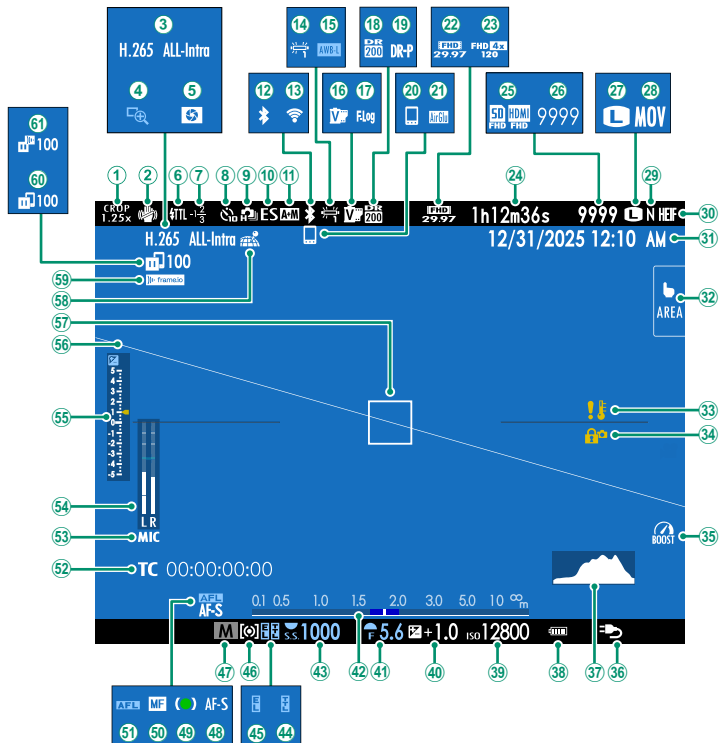 3
H.265 ALL-Intra
4 5
14 15
AWB-L
18 19
DR 200 DR-P
22 23
FHD 29.97 FHD 4x 120
12 13
16 17
F-Log
20 21
AirGlu
25 26
SD FHD HDMI FHD 9999
27 28
L MOV
61
100
60
100
1 2 6 7 8 9 10 11 24 29
CROP 1.25x TTL -1/3 ES A+M DR 200 FHD 29.97 1h12m36s 9999 L N HEIF 30
H.265 ALL-Intra 12/31/2025 12:10 AM 31
100
59 frame.io 58
57
32
AREA
56
5
4
3
2
1
0
-1
-2
-3
-4
-5
55
33
34
54
L R
53 MIC
35
BOOST
52 TC 00:00:00:00
AFL
AF-S
0.1 0.5 1.0 1.5 2.0 3.0 5.0 10 ∞ m
M S.S. 1000 F 5.6 +1.0 ISO 12800
47 46 43 42 41 40 39 38 37 36
AFL MF AF-S
51 50 49 48
45 44